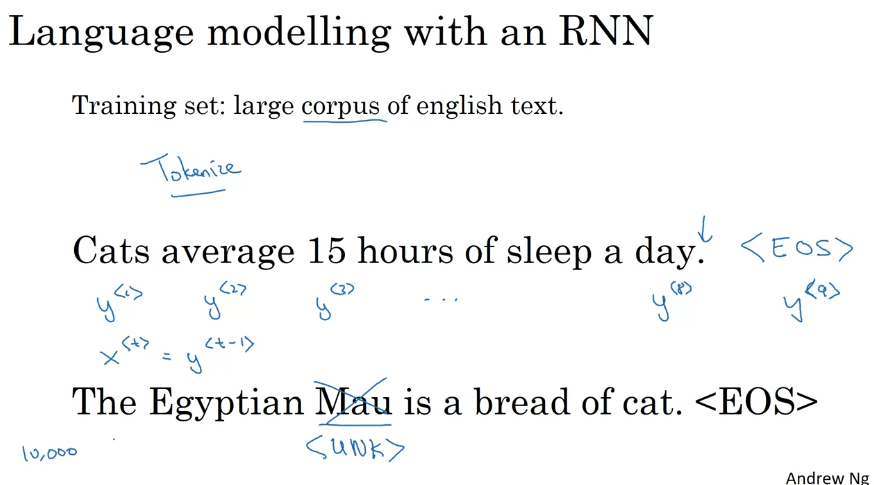 Language modelling with an RNN
Training set: large corpus of english text.
Tokenize
Cats average 15 hours of sleep a day. <EOS>
y<1> y<2> y<3> ... y<8> y<9>
x<t> = y<t-1>
The Egyptian Mau is a bread of cat. <EOS>
10,000 <UNK>
Andrew Ng